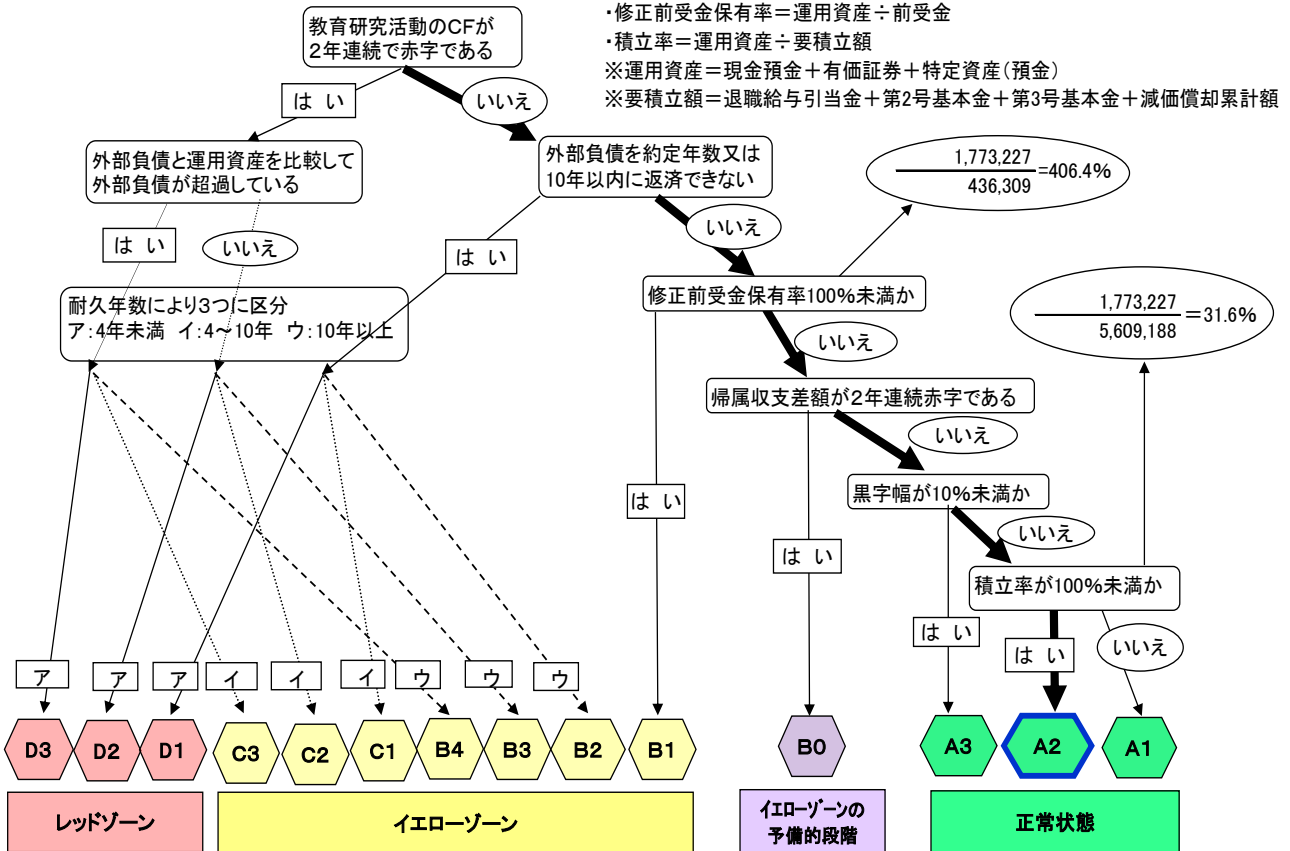 ・修正前受金保有率＝運用資産÷前受金
・積立率＝運用資産÷要積立額
※運用資産＝現金預金＋有価証券＋特定資産（預金）
※要積立額＝退職給与引当金＋第2号基本金＋第3号基本金＋減価償却累計額
教育研究活動のCFが
2年連続で赤字である
はい
いいえ
外部負債と運用資産を比較して
外部負債が超過している
外部負債を約定年数又は
10年以内に返済できない
1,773,227
436,309
=406.4%
はい
いいえ
はい
いいえ
耐久年数により3つに区分
ア：4年未満 イ：4～10年 ウ：10年以上
修正前受金保有率100%未満か
1,773,227
5,609,188
＝31.6%
いいえ
帰属収支差額が2年連続赤字である
いいえ
はい
黒字幅が10%未満か
いいえ
はい
積立率が100%未満か
はい
はい
いいえ
ア
ア
ア
イ
イ
イ
ウ
ウ
ウ
D3
D2
D1
C3
C2
C1
B4
B3
B2
B1
B0
A3
A2
A1
レッドゾーン
イエローゾーン
イエローゾーンの
予備的段階
正常状態